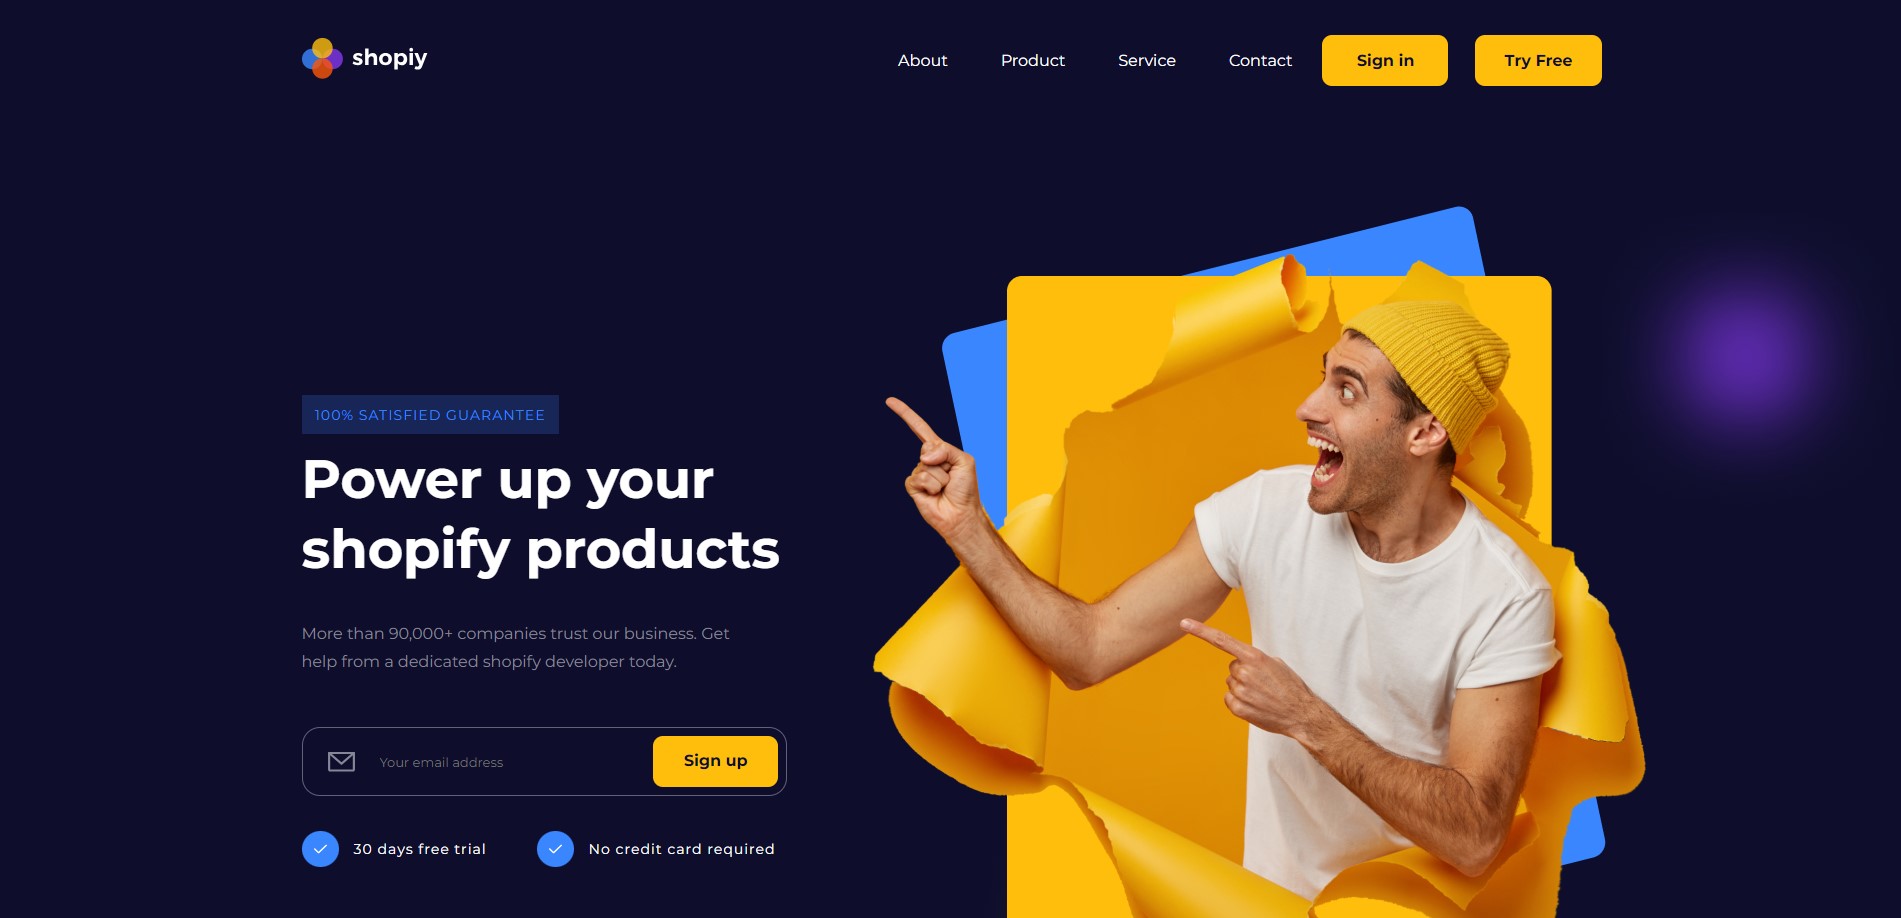 shopiy
About
Product
Service
Contact
Sign in
Try Free
100% SATISFIED GUARANTEE
Power up your
shopify products
More than 90,000+ companies trust our business. Get
help from a dedicated shopify developer today.
Your email address
Sign up
30 days free trial
No credit card required